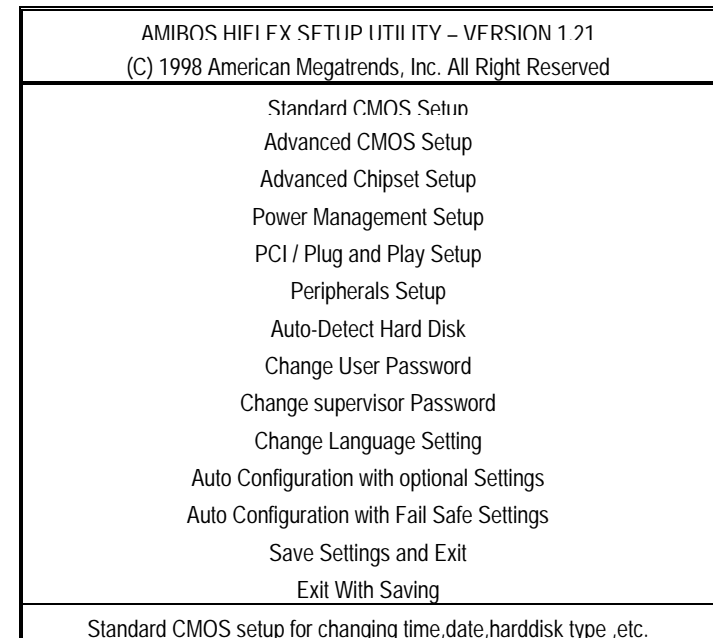 AMIBOS HIFLEX SETUP UTILITY – VERSION 1.21
(C) 1998 American Megatrends, Inc. All Right Reserved
Standard CMOS Setup
Advanced CMOS Setup
Advanced Chipset Setup
Power Management Setup
PCI / Plug and Play Setup
Peripherals Setup
Auto-Detect Hard Disk
Change User Password
Change supervisor Password
Change Language Setting
Auto Configuration with optional Settings
Auto Configuration with Fail Safe Settings
Save Settings and Exit
Exit With Saving
Standard CMOS setup for changing time,date,harddisk type ,etc.